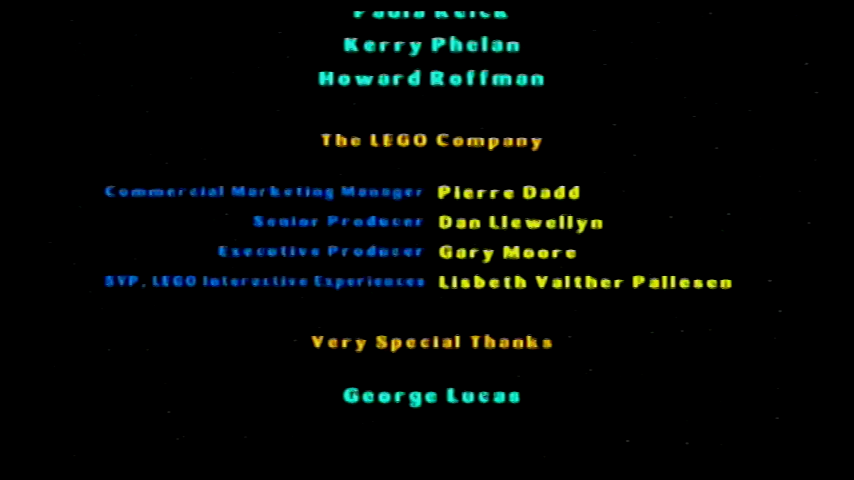 Kerry Phelan
Howard Roffman
The LEGO Company
Commercial Marketing Manager Pierre Dadd
Senior Producer Dan Llewellyn
Executive Producer Gary Moore
SVP, LEGO Interactive Experiences Lisbeth Valther Pallesen
Very Special Thanks
George Lucas